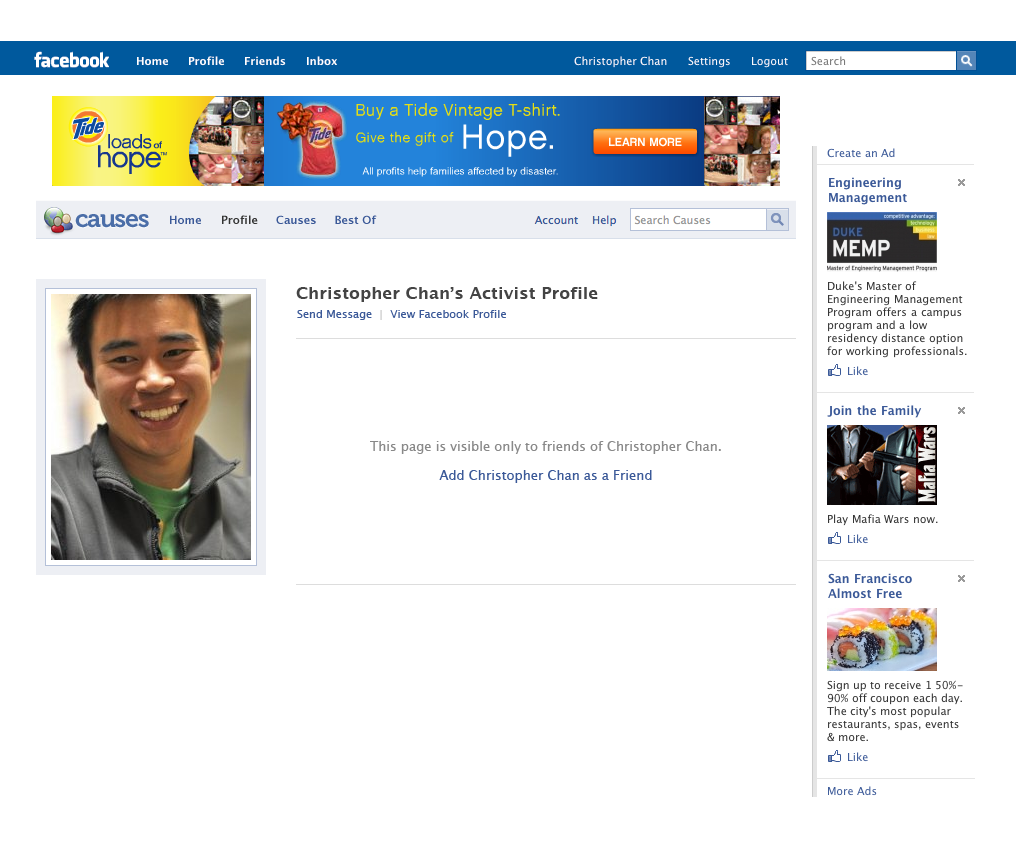 facebook Home Profile Friends Inbox Christopher Chan Settings Logout Search
Tide
loads of
hope™
Tide
Buy a Tide Vintage T-shirt.
Give the gift of Hope.
All profits help families affected by disaster.
LEARN MORE
causes Home Profile Causes Best Of Account Help Search Causes
Christopher Chan's Activist Profile
Send Message | View Facebook Profile
This page is visible only to friends of Christopher Chan.
Add Christopher Chan as a Friend
Create an Ad
Engineering
Management
competitive advantage:
Technology
Business
law
DUKE
MEMP
Master of Engineering Management Program
Duke's Master of
Engineering Management
Program offers a campus
program and a low
residency distance option
for working professionals.
Like
Join the Family
Mafia Wars
Play Mafia Wars now.
Like
San Francisco
Almost Free
Sign up to receive 1 50%-
90% off coupon each day.
The city's most popular
restaurants, spas, events
& more.
Like
More Ads